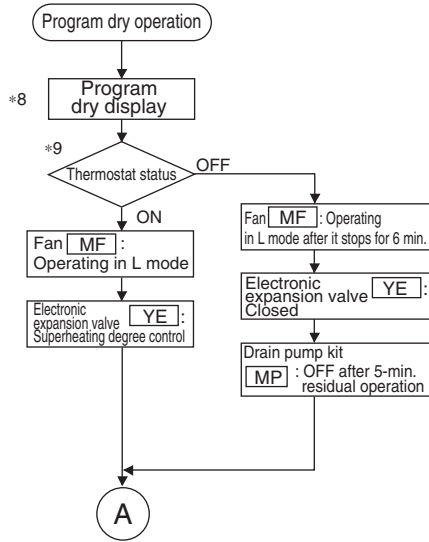 Program dry operation
*8
Program
dry display
*9
Thermostat status
OFF
ON
Fan MF :
Operating in L mode
Electronic
expansion valve YE :
Superheating degree control
Fan MF : Operating
in L mode after it stops for 6 min.
Electronic
expansion valve YE :
Closed
Drain pump kit
MP : OFF after 5-min.
residual operation
A